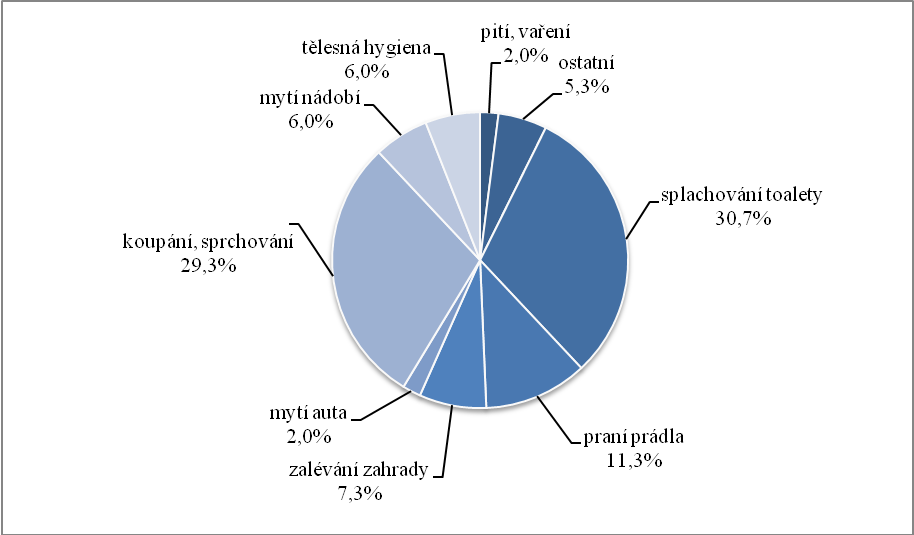 pití, vaření
2,0%
ostatní
5,3%
splachování toalety
30,7%
praní prádla
11,3%
zalévání zahrady
7,3%
mytí auta
2,0%
koupání, sprchování
29,3%
mytí nádobí
6,0%
tělesná hygiena
6,0%